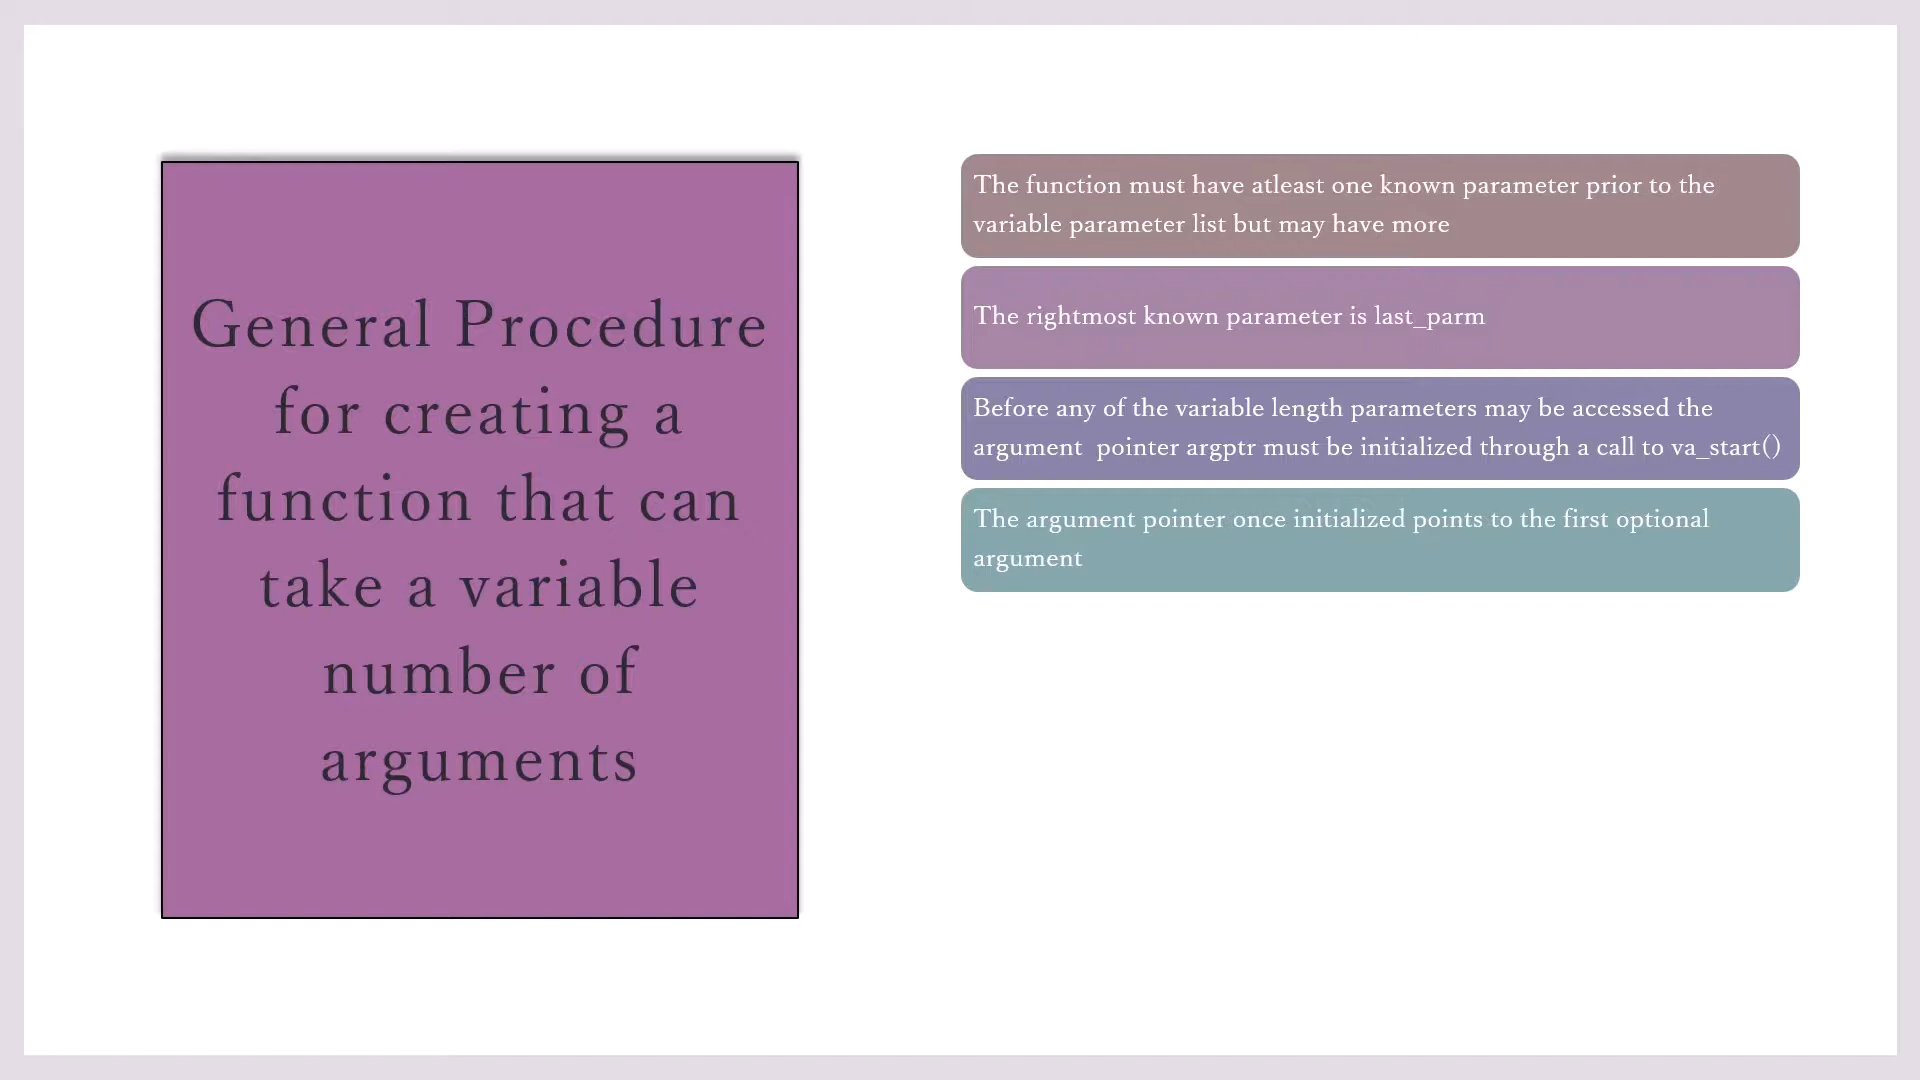 General Procedure
for creating a
function that can
take a variable
number of
arguments
The function must have atleast one known parameter prior to the
variable parameter list but may have more
The rightmost known parameter is last_parm
Before any of the variable length parameters may be accessed the
argument  pointer argptr must be initialized through a call to va_start()
The argument pointer once initialized points to the first optional
argument